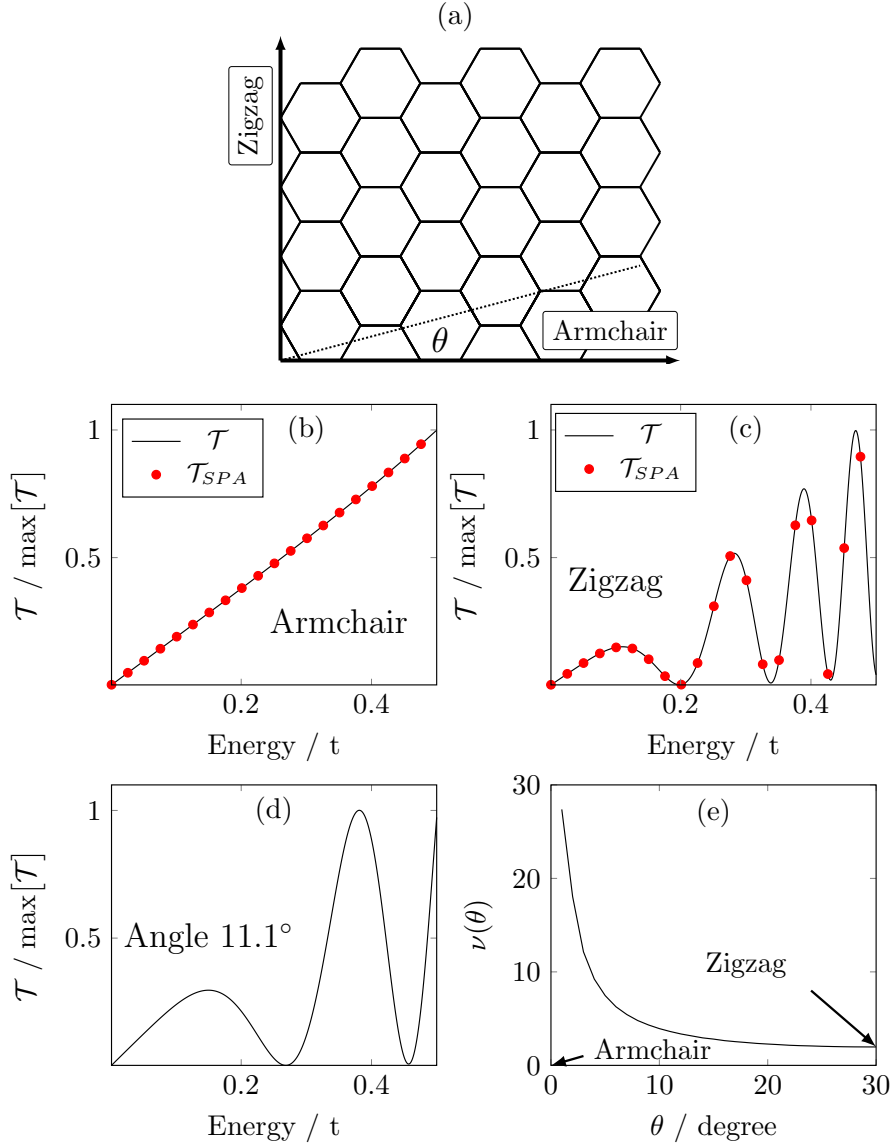 (a)
Zigzag
θ
Armchair
(b)
𝒯
𝒯SPA
1
0.5
𝒯 / max[𝒯]
Armchair
0.2
0.4
Energy / t
(c)
𝒯
𝒯SPA
1
0.5
𝒯 / max[𝒯]
Zigzag
0.2
0.4
Energy / t
(d)
1
0.5
𝒯 / max[𝒯]
Angle 11.1°
0.2
0.4
Energy / t
(e)
30
20
10
0
ν(θ)
Zigzag
Armchair
0
10
20
30
θ / degree